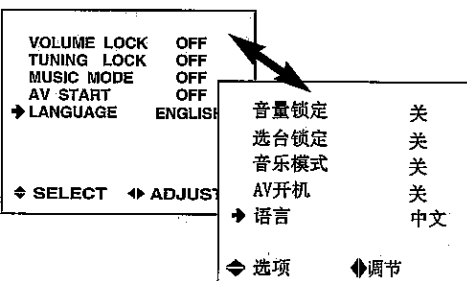 VOLUME LOCK OFF
TUNING LOCK OFF
MUSIC MODE OFF
AV START OFF
LANGUAGE ENGLISH
SELECT ADJUST
音量锁定 关
选台锁定 关
音乐模式 关
AV开机 关
语言 中文
选项 调节